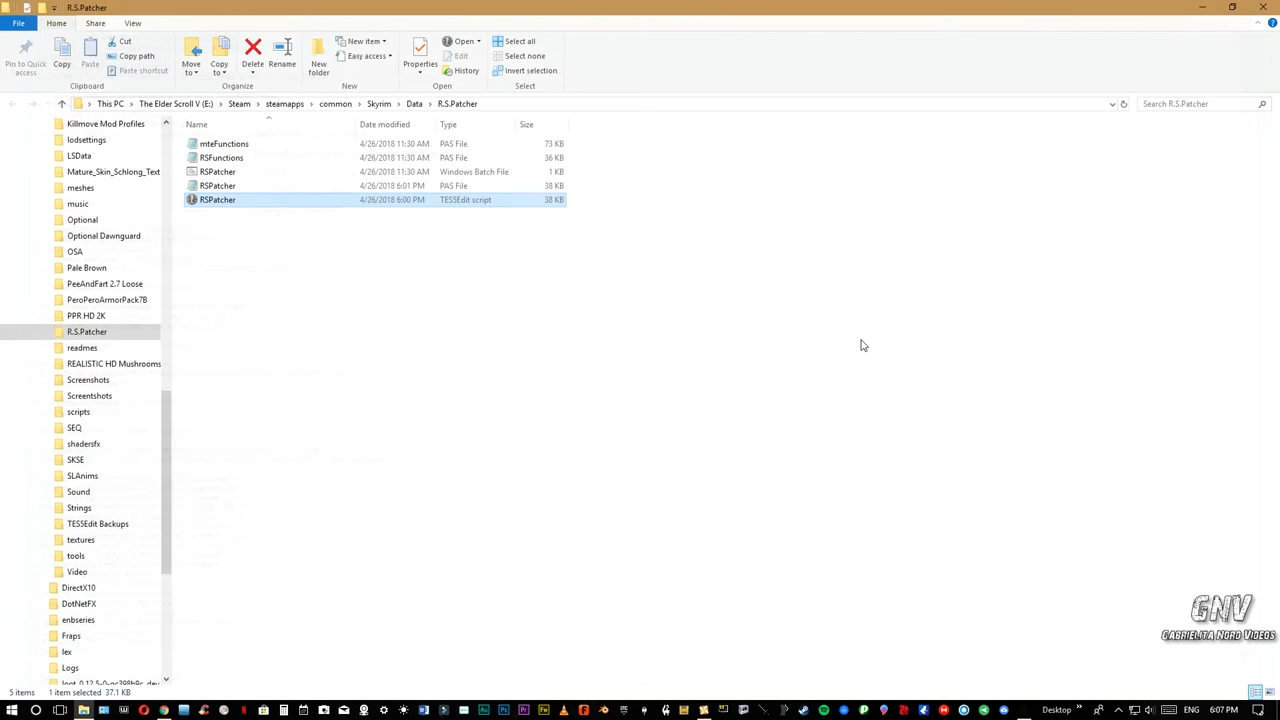 R.S.Patcher
File Home Share View
Pin to Quick access
Copy
Paste
Cut
Copy path
Paste shortcut
Clipboard
Move to
Copy to
Delete
Rename
Organize
New folder
New item
Easy access
New
Properties
Open
Edit
History
Open
Select all
Select none
Invert selection
Select
This PC The Elder Scroll V (E:) Steam steamapps common Skyrim Data R.S.Patcher
Search R.S.Patcher
Name Date modified Type Size
mteFunctions 4/26/2018 11:30 AM PAS File 73 KB
RSFunctions 4/26/2018 11:30 AM PAS File 36 KB
RSPatcher 4/26/2018 11:30 AM Windows Batch File 1 KB
RSPatcher 4/26/2018 6:01 PM PAS File 38 KB
RSPatcher 4/26/2018 6:00 PM TES5Edit script 38 KB
Killmove Mod Profiles
lodsettings
LSData
Mature_Skin_Schlong_Text
meshes
music
Optional
Optional Dawnguard
OSA
Pale Brown
PeeAndFart 2.7 Loose
PeroPeroArmorPack7B
PPR HD 2K
R.S.Patcher
readmes
REALISTIC HD Mushrooms
Screenshots
Screentshots
scripts
SEQ
shadersfx
SKSE
SLAnims
Sound
Strings
TES5Edit Backups
textures
tools
Video
DirectX10
DotNetFX
enbseries
Fraps
lex
Logs
GNV
GABRIELITA NORD VIDEOS
5 items 1 item selected 37.1 KB
Desktop
ENG 6:07 PM